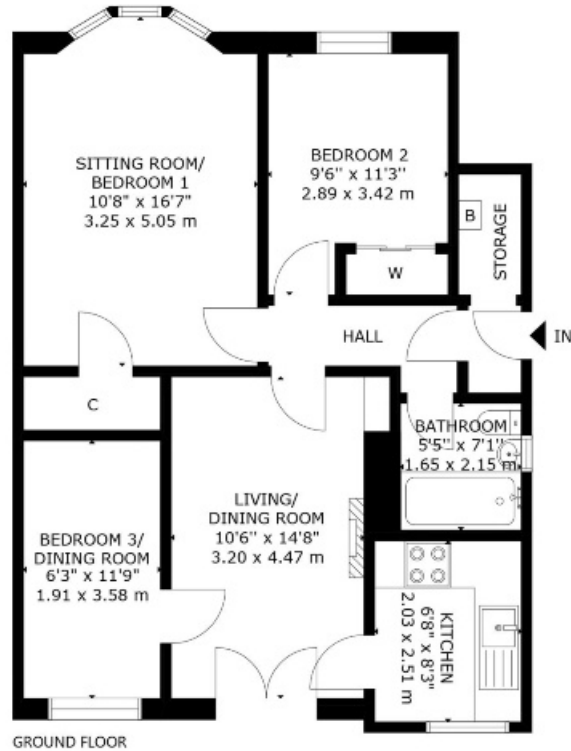 SITTING ROOM/
BEDROOM 1
10'8" x 16'7"
3.25 x 5.05 m
BEDROOM 2
9'6" x 11'3"
2.89 x 3.42 m
B
STORAGE
W
HALL
IN
C
BATHROOM
5'5" x 7'1"
1.65 x 2.15 m
LIVING/
DINING ROOM
10'6" x 14'8"
3.20 x 4.47 m
BEDROOM 3/
DINING ROOM
6'3" x 11'9"
1.91 x 3.58 m
KITCHEN
6'8" x 8'3"
2.03 x 2.51 m
GROUND FLOOR